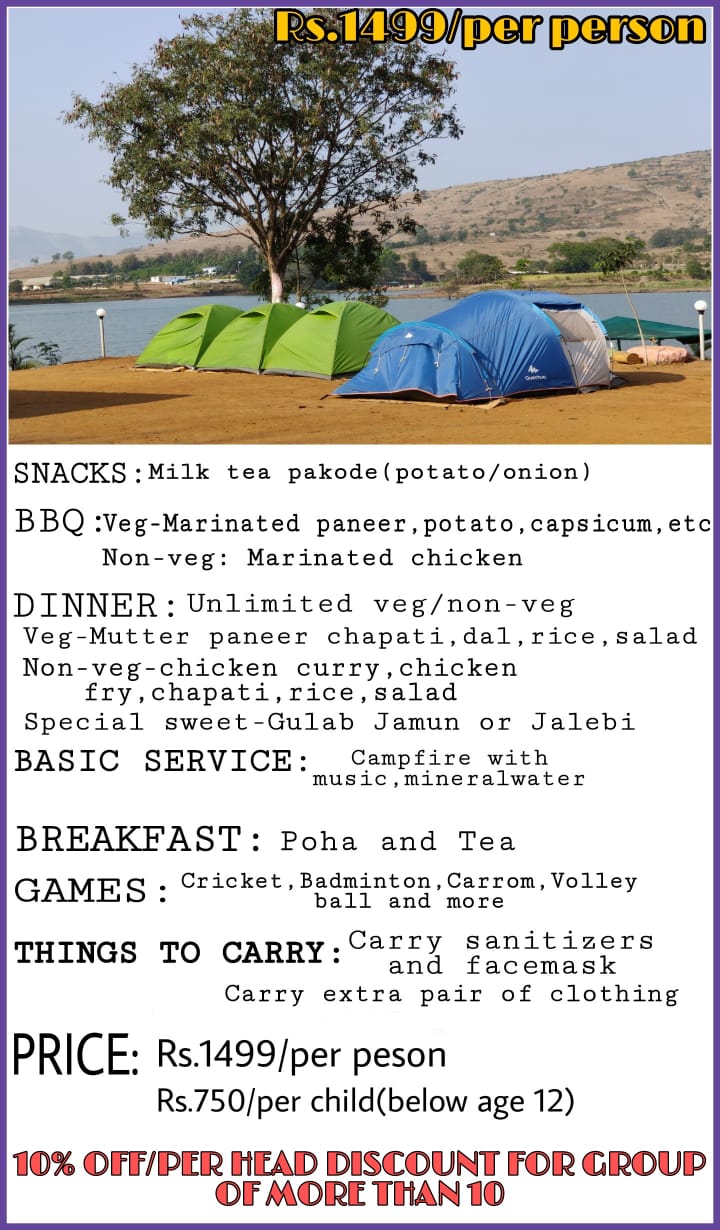 Rs.1499/per person
Quechua
SNACKS:Milk tea pakode(potato/onion)
BBQ:Veg-Marinated paneer,potato,capsicum,etc
Non-veg: Marinated chicken
DINNER: Unlimited veg/non-veg
Veg-Mutter paneer chapati,dal,rice,salad
Non-veg-chicken curry,chicken
fry,chapati,rice,salad
Special sweet-Gulab Jamun or Jalebi
BASIC SERVICE: Campfire with
music,mineralwater
BREAKFAST: Poha and Tea
GAMES: Cricket,Badminton,Carrom,Volley
ball and more
THINGS TO CARRY: Carry sanitizers
and facemask
Carry extra pair of clothing
PRICE: Rs.1499/per peson
Rs.750/per child(below age 12)
10% OFF/PER HEAD DISCOUNT FOR GROUP
OF MORE THAN 10